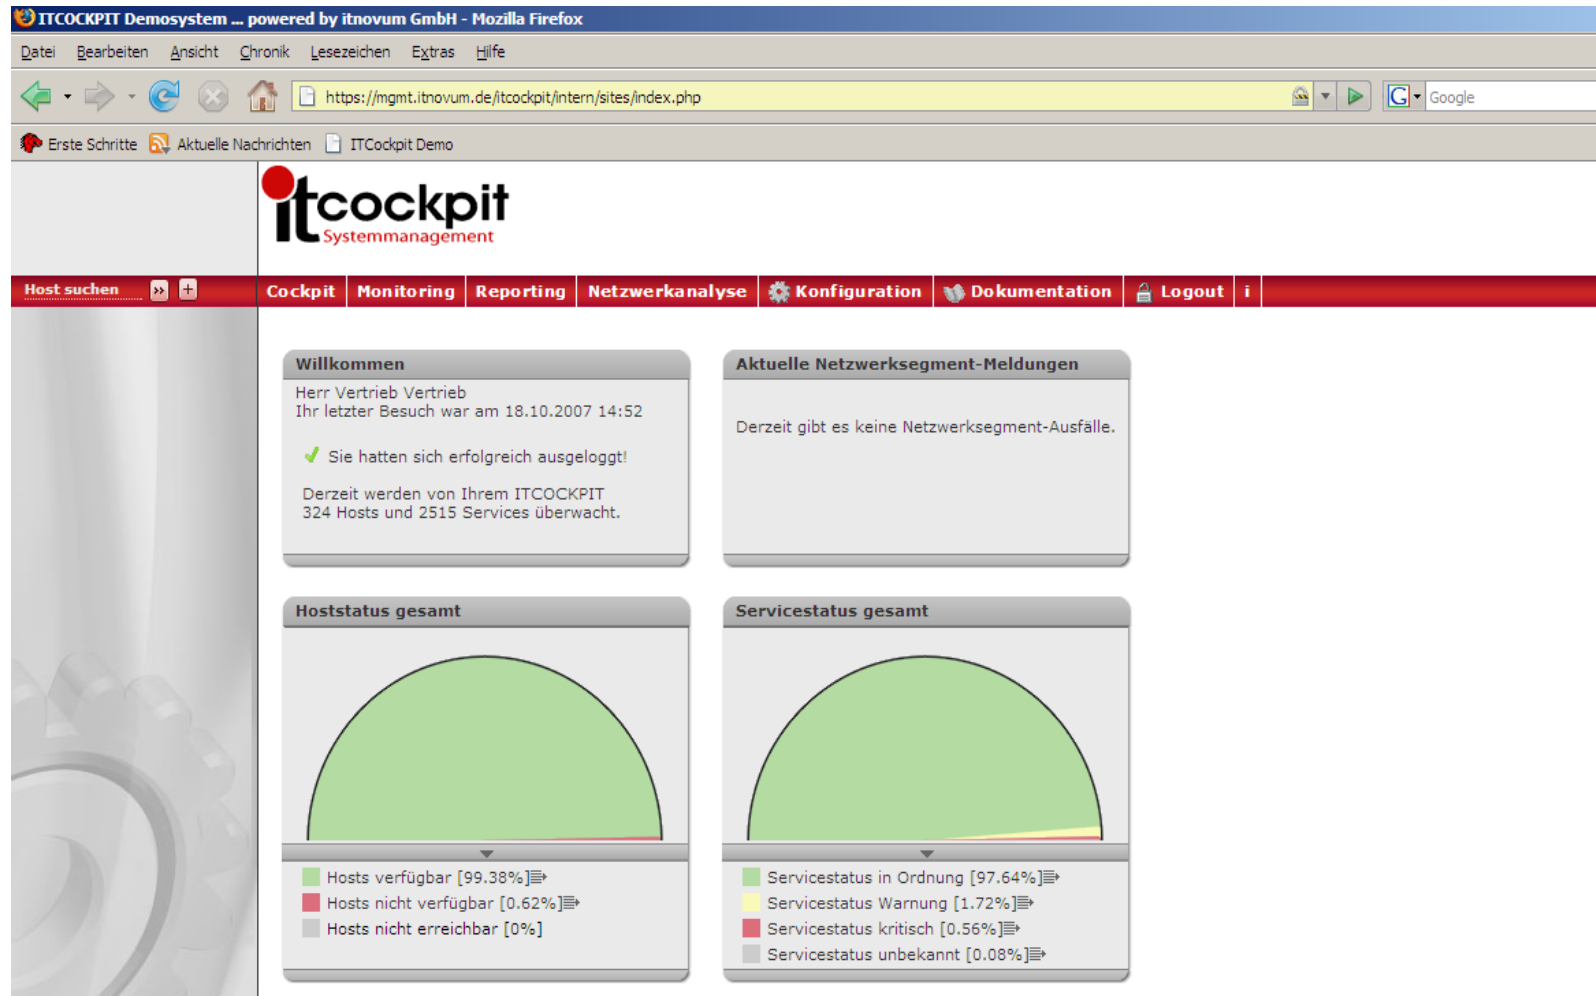 ITCOCKPIT Demosystem ... powered by itnovum GmbH - Mozilla Firefox
Datei Bearbeiten Ansicht Chronik Lesezeichen Extras Hilfe
https://mgmt.itnovum.de/itcockpit/intern/sites/index.php
G Google
Erste Schritte Aktuelle Nachrichten ITCockpit Demo
itcockpit
Systemmanagement
Host suchen » + Cockpit Monitoring Reporting Netzwerkanalyse Konfiguration Dokumentation Logout i
Willkommen
Herr Vertrieb Vertrieb
Ihr letzter Besuch war am 18.10.2007 14:52
Sie hatten sich erfolgreich ausgeloggt!
Derzeit werden von Ihrem ITCOCKPIT
324 Hosts und 2515 Services überwacht.
Aktuelle Netzwerksegment-Meldungen
Derzeit gibt es keine Netzwerksegment-Ausfälle.
Hoststatus gesamt
Hosts verfügbar [99.38%]
Hosts nicht verfügbar [0.62%]
Hosts nicht erreichbar [0%]
Servicestatus gesamt
Servicestatus in Ordnung [97.64%]
Servicestatus Warnung [1.72%]
Servicestatus kritisch [0.56%]
Servicestatus unbekannt [0.08%]